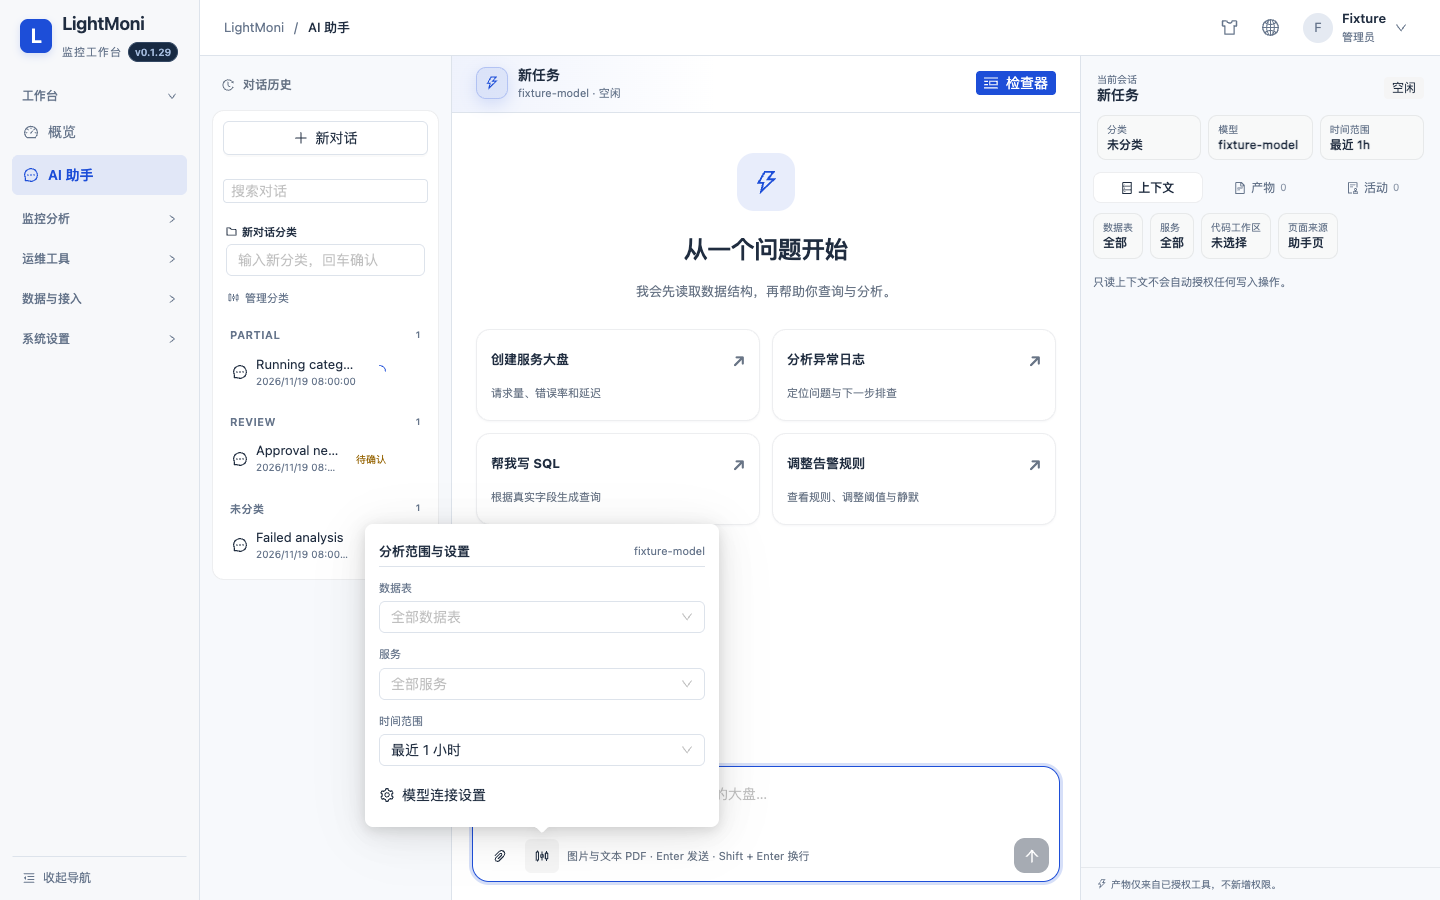 L
LightMoni
监控工作台
v0.1.29
工作台
概览
AI 助手
监控分析
运维工具
数据与接入
系统设置
收起导航
LightMoni / AI 助手
F
Fixture
管理员
对话历史
新对话
搜索对话
新对话分类
输入新分类，回车确认
管理分类
PARTIAL 1
Running categ...
2026/11/19 08:00:00
REVIEW 1
Approval ne...
2026/11/19 08:...
待确认
未分类 1
Failed analysis
2026/11/19 08:00...
新任务
fixture-model · 空闲
检查器
从一个问题开始
我会先读取数据结构，再帮助你查询与分析。
创建服务大盘
请求量、错误率和延迟
分析异常日志
定位问题与下一步排查
帮我写 SQL
根据真实字段生成查询
调整告警规则
查看规则、调整阈值与静默
分析范围与设置
fixture-model
数据表
全部数据表
服务
全部服务
时间范围
最近 1 小时
模型连接设置
的大盘...
图片与文本 PDF · Enter 发送 · Shift + Enter 换行
当前会话
新任务
空闲
分类
未分类
模型
fixture-model
时间范围
最近 1h
上下文
产物 0
活动 0
数据表
全部
服务
全部
代码工作区
未选择
页面来源
助手页
只读上下文不会自动授权任何写入操作。
产物仅来自已授权工具，不新增权限。